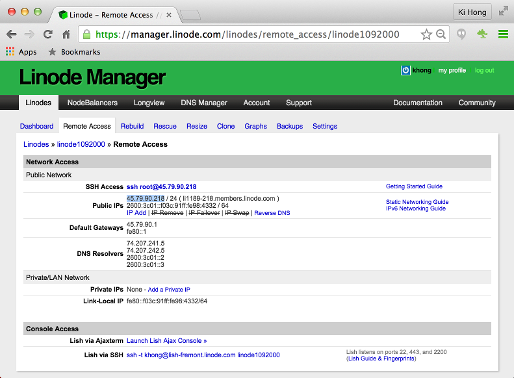 Linode - Remote Access
Ki Hong
https://manager.linode.com/linodes/remote_access/linode1092000
Apps
Bookmarks
Linode Manager
khong my profile log out
Linodes NodeBalancers Longview DNS Manager Account Support Documentation Community
Dashboard Remote Access Rebuild Rescue Resize Clone Graphs Backups Settings
Linodes » linode1092000 » Remote Access
Network Access
Public Network
SSH Access ssh root@45.79.90.218 Getting Started Guide
Public IPs 45.79.90.218 / 24 ( li1189-218.members.linode.com ) Static Networking Guide
2600:3c01::f03c:91ff:fe98:4332 / 64 IPv6 Networking Guide
IP Add | IP Remove | IP Failover | IP Swap | Reverse DNS
Default Gateways 45.79.90.1
fe80::1
DNS Resolvers 74.207.241.5
74.207.242.5
2600:3c01::2
2600:3c01::3
Private/LAN Network
Private IPs None - Add a Private IP
Link-Local IP fe80::f03c:91ff:fe98:4332/64
Console Access
Lish via Ajaxterm Launch Lish Ajax Console »
Lish via SSH ssh -t khong@lish-fremont.linode.com linode1092000 Lish listens on ports 22, 443, and 2200
(Lish Guide & Fingerprints)